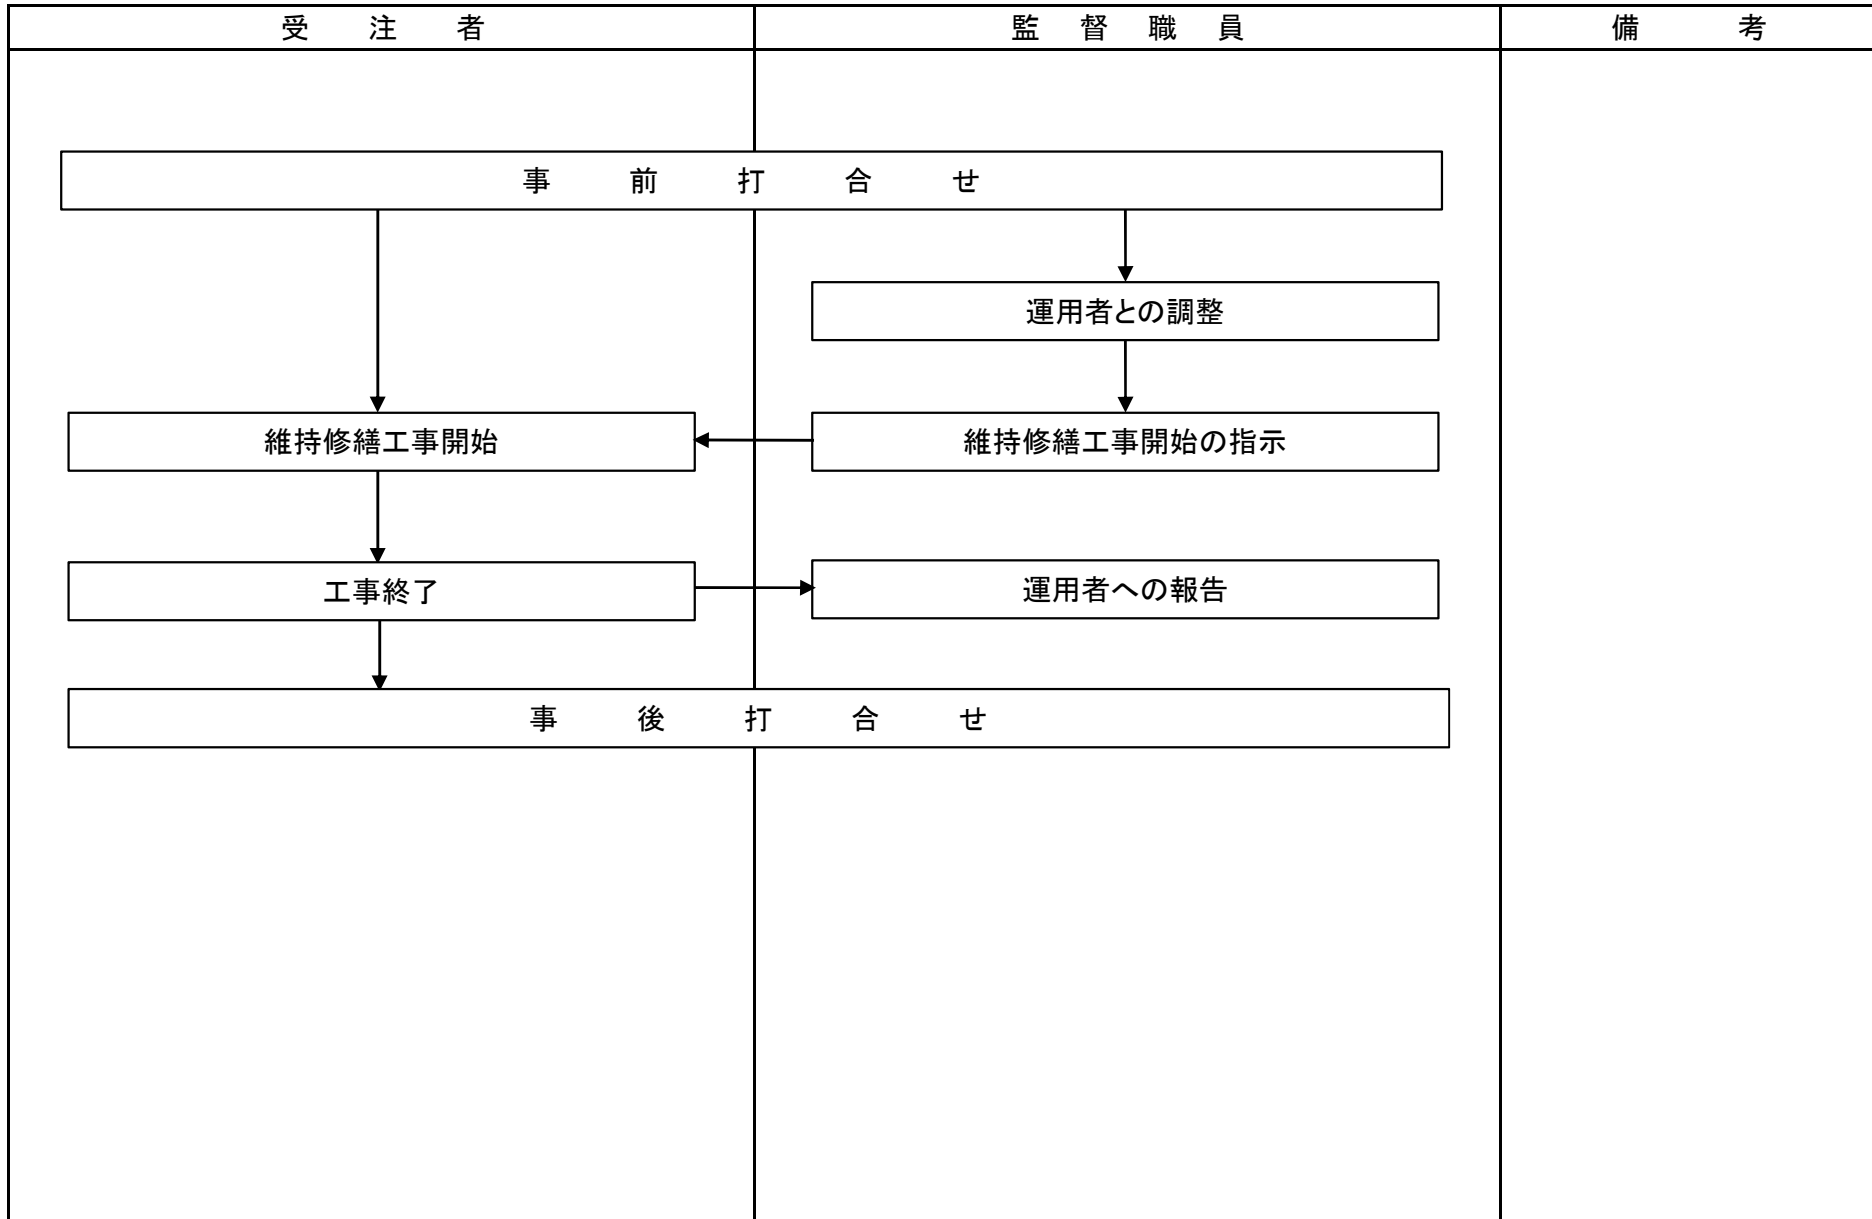 受注者
監督職員
備考
事前打合せ
運用者との調整
維持修繕工事開始
維持修繕工事開始の指示
工事終了
運用者への報告
事後打合せ